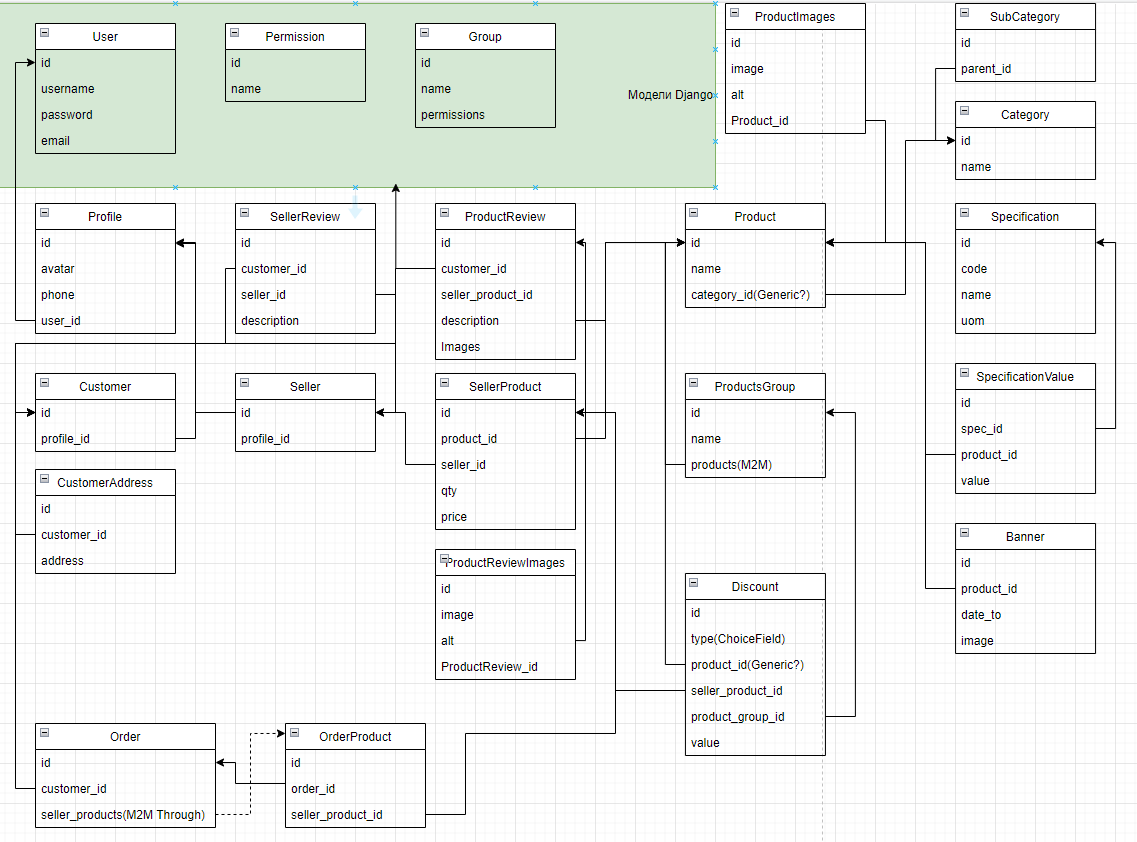 User
id
username
password
email
Permission
id
name
Group
id
name
permissions
Модели Django
ProductImages
id
image
alt
Product_id
SubCategory
id
parent_id
Category
id
name
Profile
id
avatar
phone
user_id
SellerReview
id
customer_id
seller_id
description
ProductReview
id
customer_id
seller_product_id
description
Images
Product
id
name
category_id(Generic?)
Specification
id
code
name
uom
Customer
id
profile_id
Seller
id
profile_id
SellerProduct
id
product_id
seller_id
qty
price
ProductsGroup
id
name
products(M2M)
SpecificationValue
id
spec_id
product_id
value
CustomerAddress
id
customer_id
address
ProductReviewImages
id
image
alt
ProductReview_id
Discount
id
type(ChoiceField)
product_id(Generic?)
seller_product_id
product_group_id
value
Banner
id
product_id
date_to
image
Order
id
customer_id
seller_products(M2M Through)
OrderProduct
id
order_id
seller_product_id